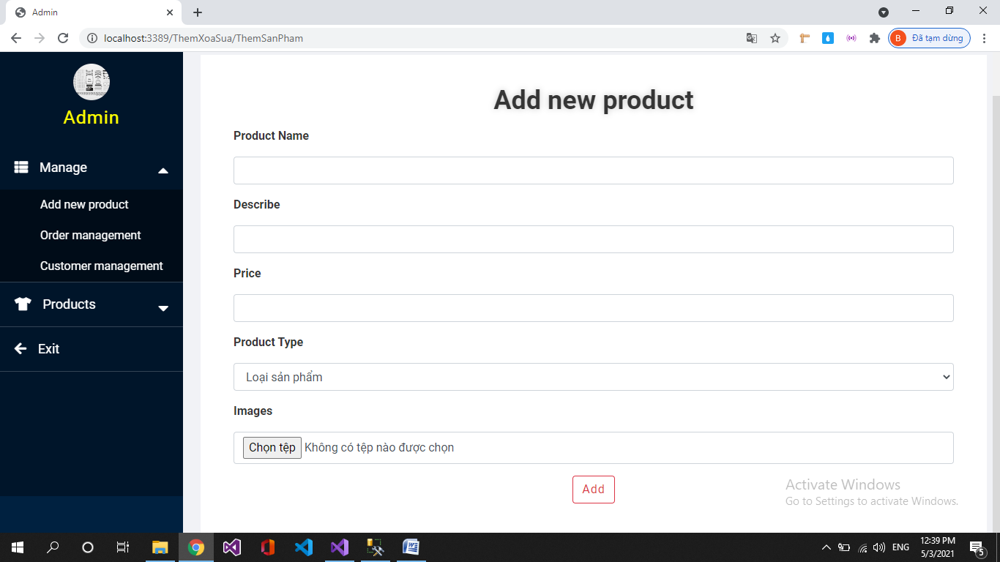 Admin
localhost:3389/ThemXoaSua/ThemSanPham
B Đã tạm dừng
Admin
Manage
Add new product
Order management
Customer management
Products
Exit
Add new product
Product Name
Describe
Price
Product Type
Loại sản phẩm
Images
Chọn tệp Không có tệp nào được chọn
Add
Activate Windows
Go to Settings to activate Windows.
ENG
12:39 PM
5/3/2021
5